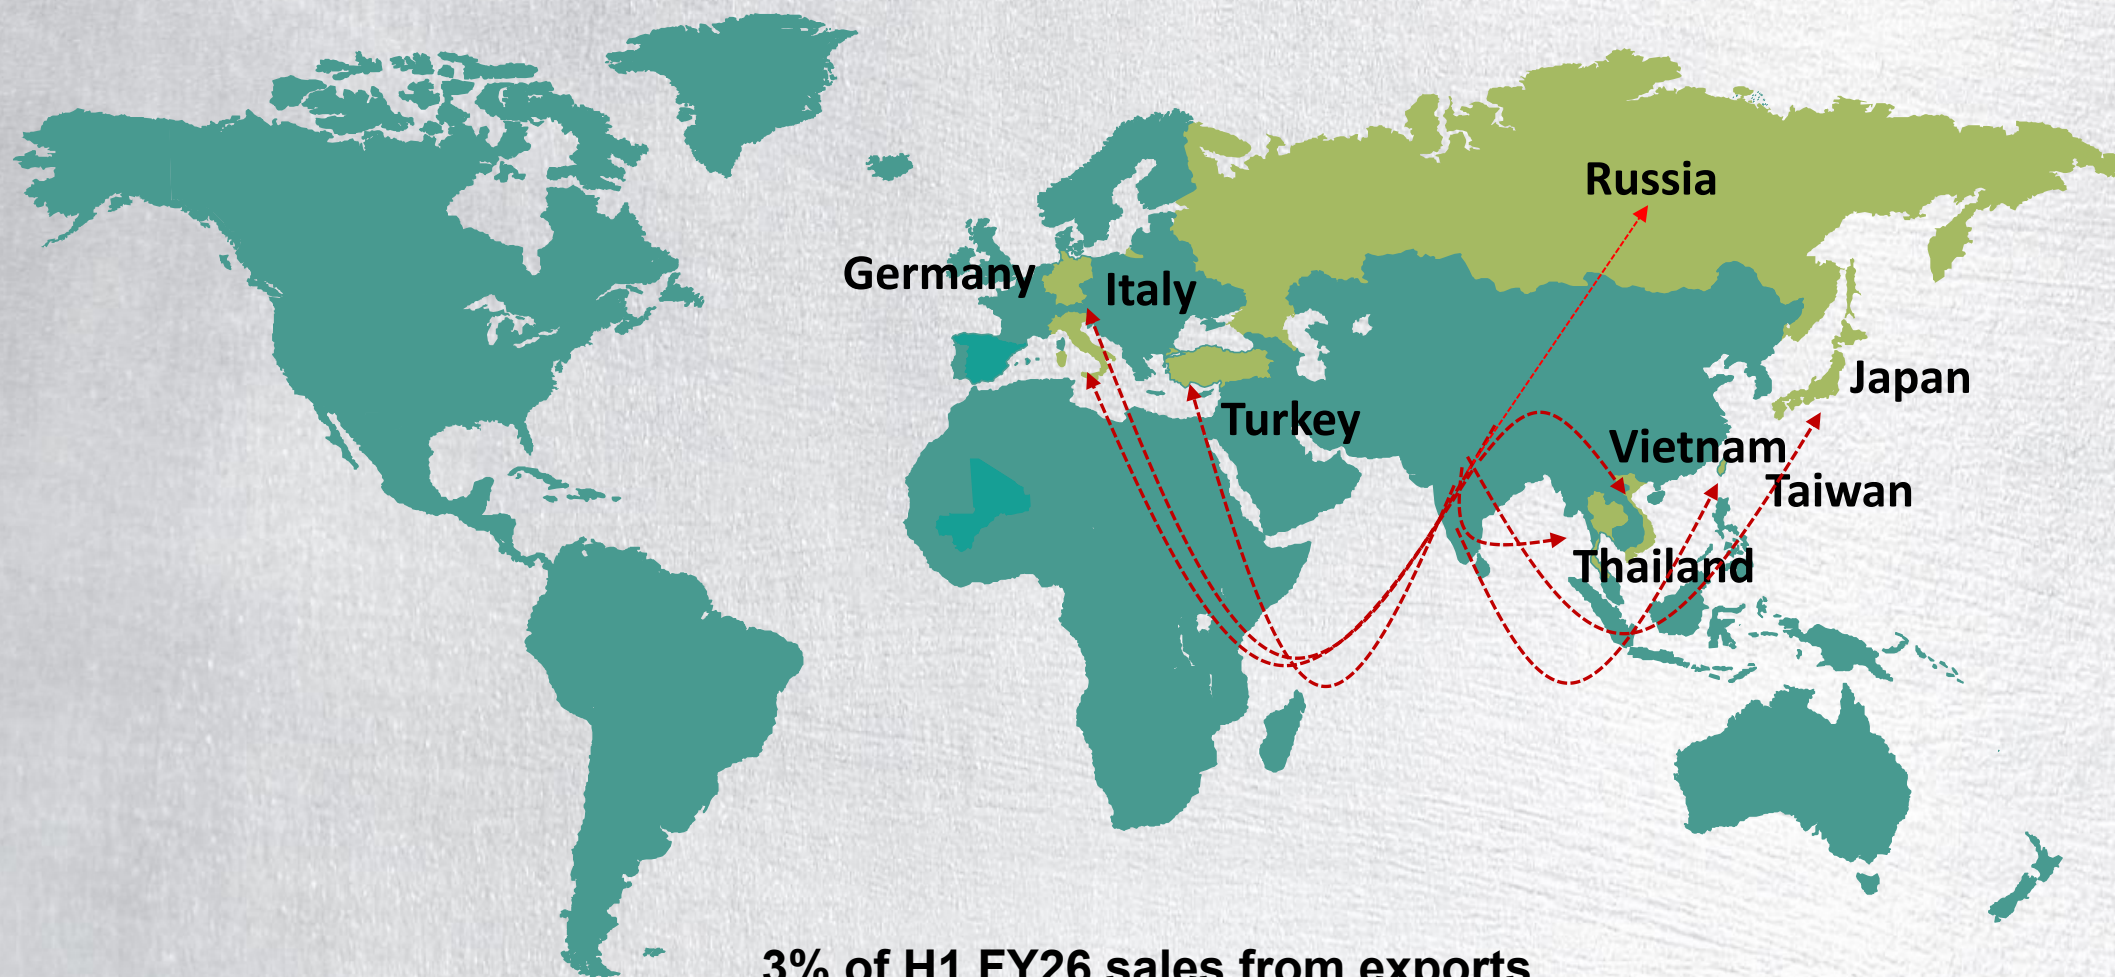 Russia
Germany
Italy
Japan
Turkey
Vietnam
Taiwan
Thailand
3% of H1 FY26 sales from exports